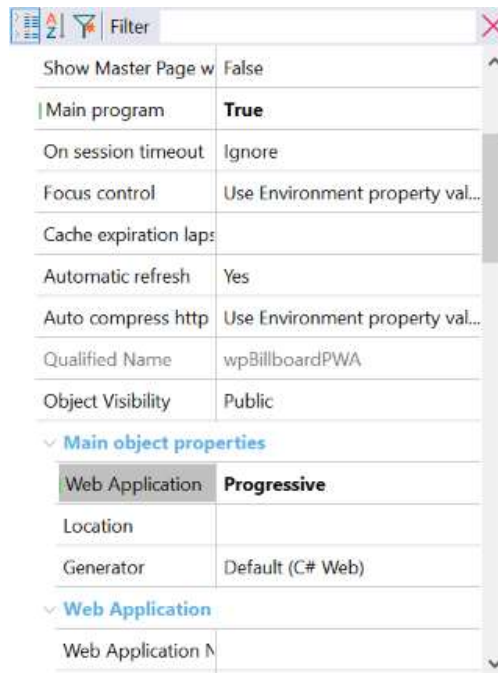 Filter
Show Master Page w False
Main program True
On session timeout Ignore
Focus control Use Environment property val...
Cache expiration laps
Automatic refresh Yes
Auto compress http Use Environment property val...
Qualified Name wpBillboardPWA
Object Visibility Public
Main object properties
Web Application Progressive
Location
Generator Default (C# Web)
Web Application
Web Application N